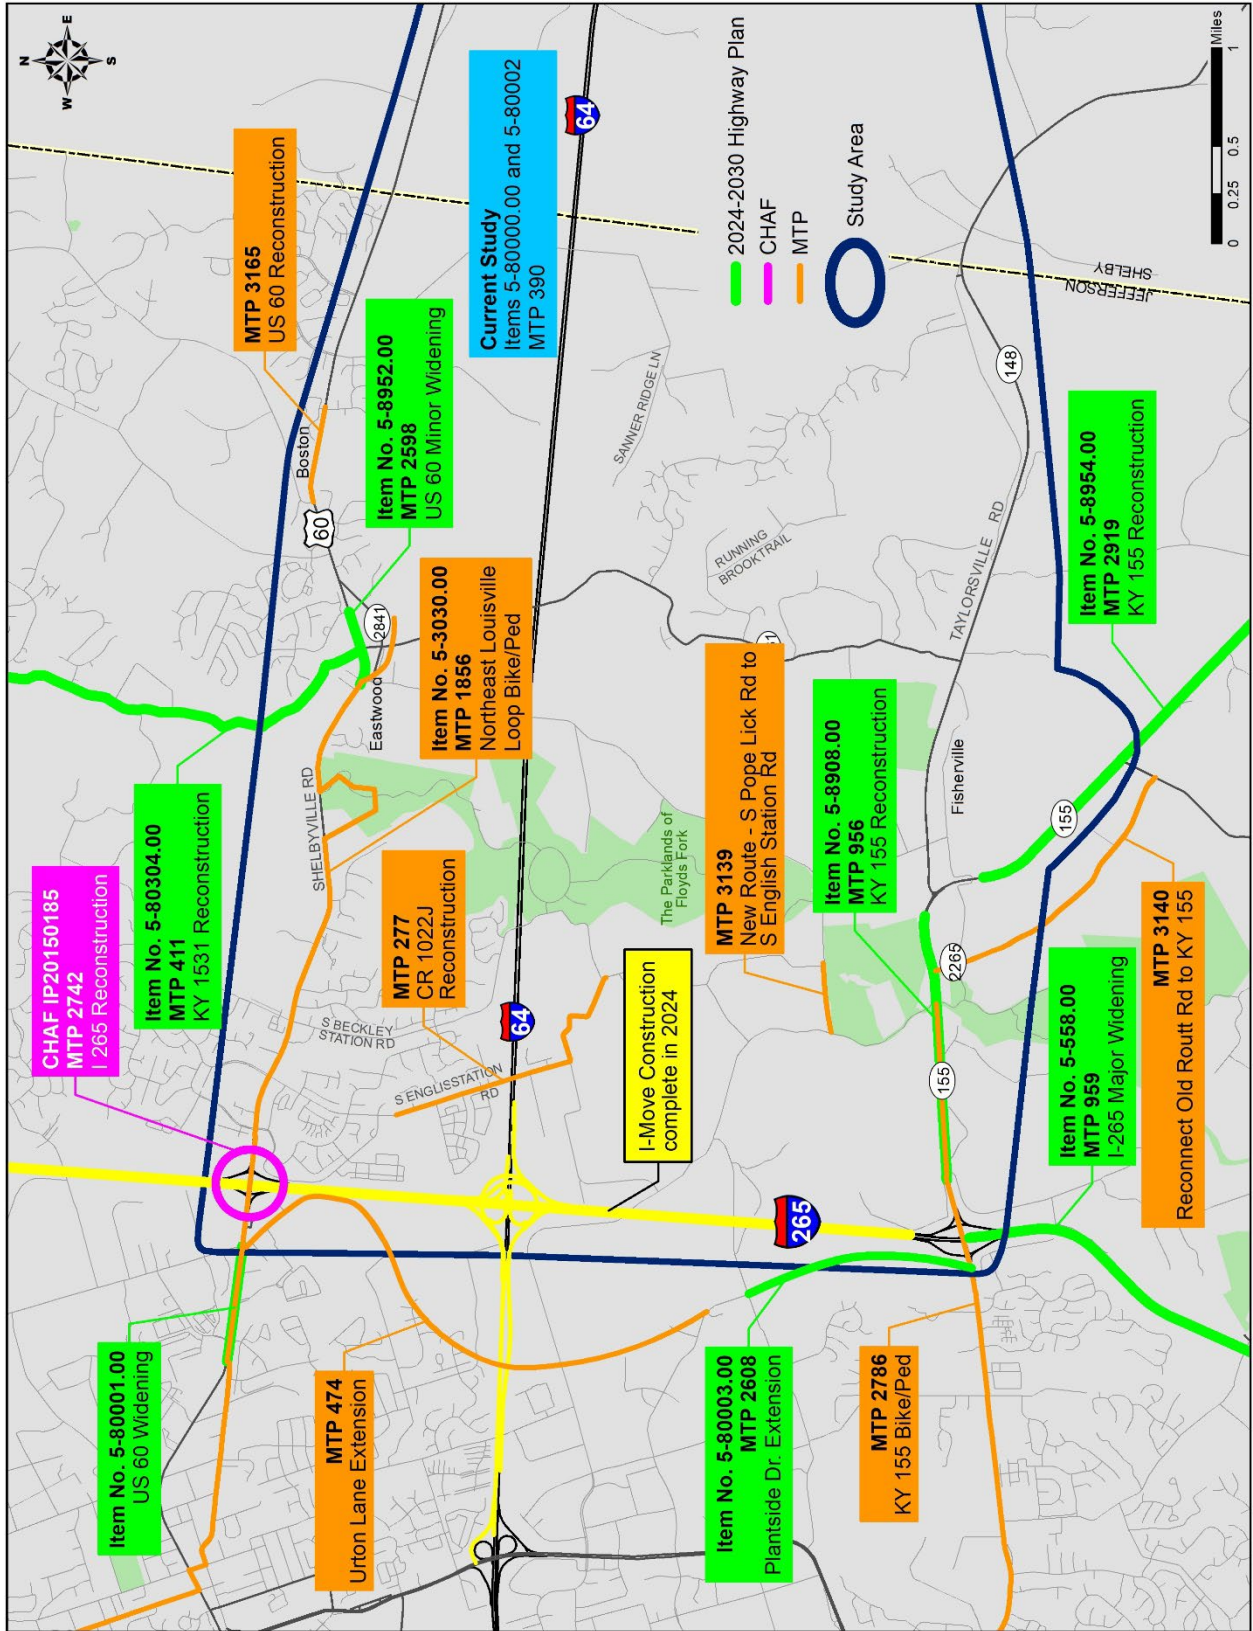 N
W
E
S
CHAF IP20150185
MTP 2742
I 265 Reconstruction
Item No. 5-80304.00
MTP 411
KY 1531 Reconstruction
MTP 3165
US 60 Reconstruction
Item No. 5-8952.00
MTP 2598
US 60 Minor Widening
Item No. 5-80001.00
US 60 Widening
MTP 474
Urton Lane Extension
MTP 277
CR 1022J
Reconstruction
Item No. 5-3030.00
MTP 1856
Northeast Louisville
Loop Bike/Ped
Current Study
Items 5-80000.00 and 5-80002
MTP 390
SHELBYVILLE RD
Eastwood
2841
60
Boston
S BECKLEY
STATION RD
S ENGLISSTATION
RD
64
64
I-Move Construction
complete in 2024
The Parklands of
Floyds Fork
SANNER RIDGE LN
RUNNING
BROOKTRAIL
2024-2030 Highway Plan
CHAF
MTP
Study Area
Item No. 5-80003.00
MTP 2608
Plantside Dr. Extension
265
MTP 3139
New Route - S Pope Lick Rd to
S English Station Rd
Item No. 5-8908.00
MTP 956
KY 155 Reconstruction
MTP 2786
KY 155 Bike/Ped
155
2265
Fisherville
TAYLORSVILLE RD
148
JEFFERSON
SHELBY
155
Item No. 5-558.00
MTP 959
I-265 Major Widening
MTP 3140
Reconnect Old Routt Rd to KY 155
Item No. 5-8954.00
MTP 2919
KY 155 Reconstruction
0 0.25 0.5 1
Miles